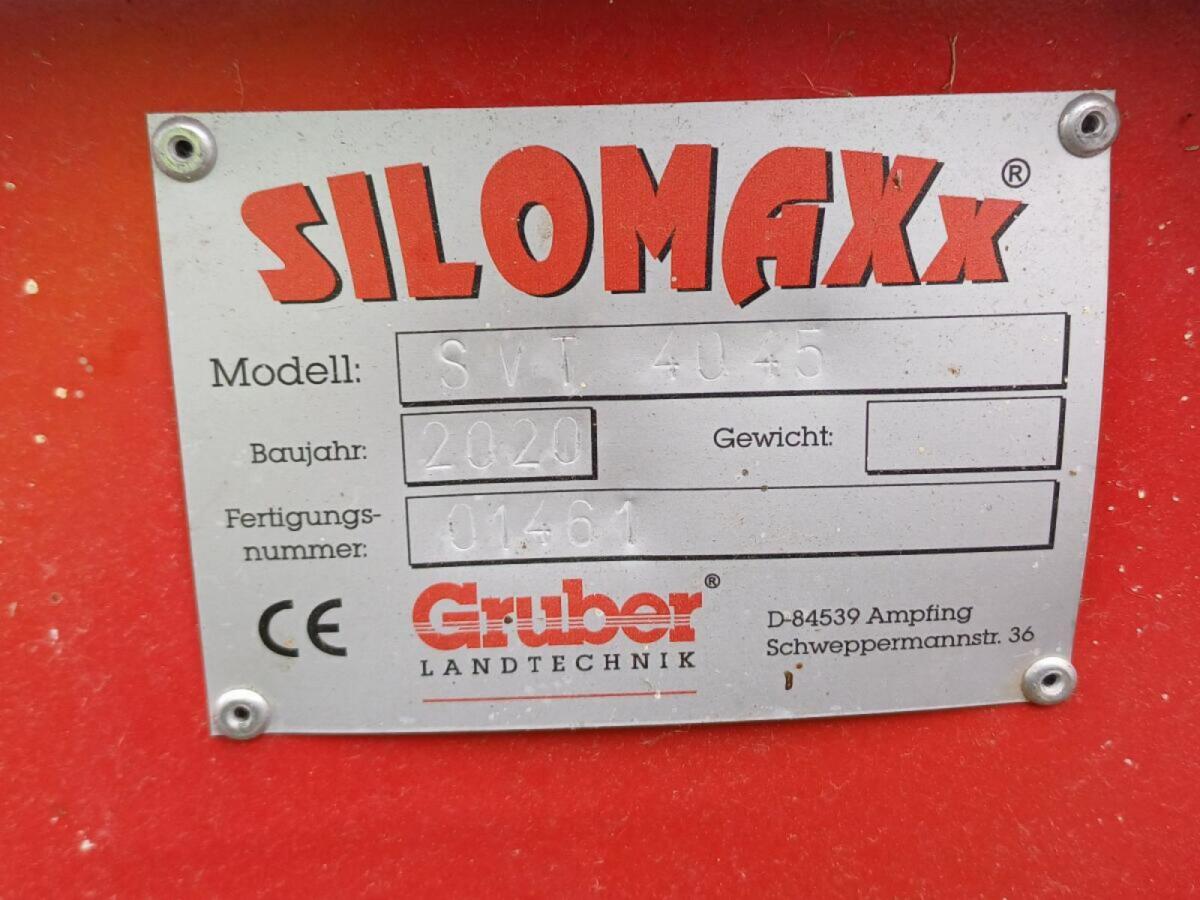 SILOMAXx®
Modell: SVT 4045
Baujahr: 2020 Gewicht:
Fertigungs-
nummer: 01461
CE
Gruber®
LANDTECHNIK
D-84539 Ampfing
Schweppermannstr. 36